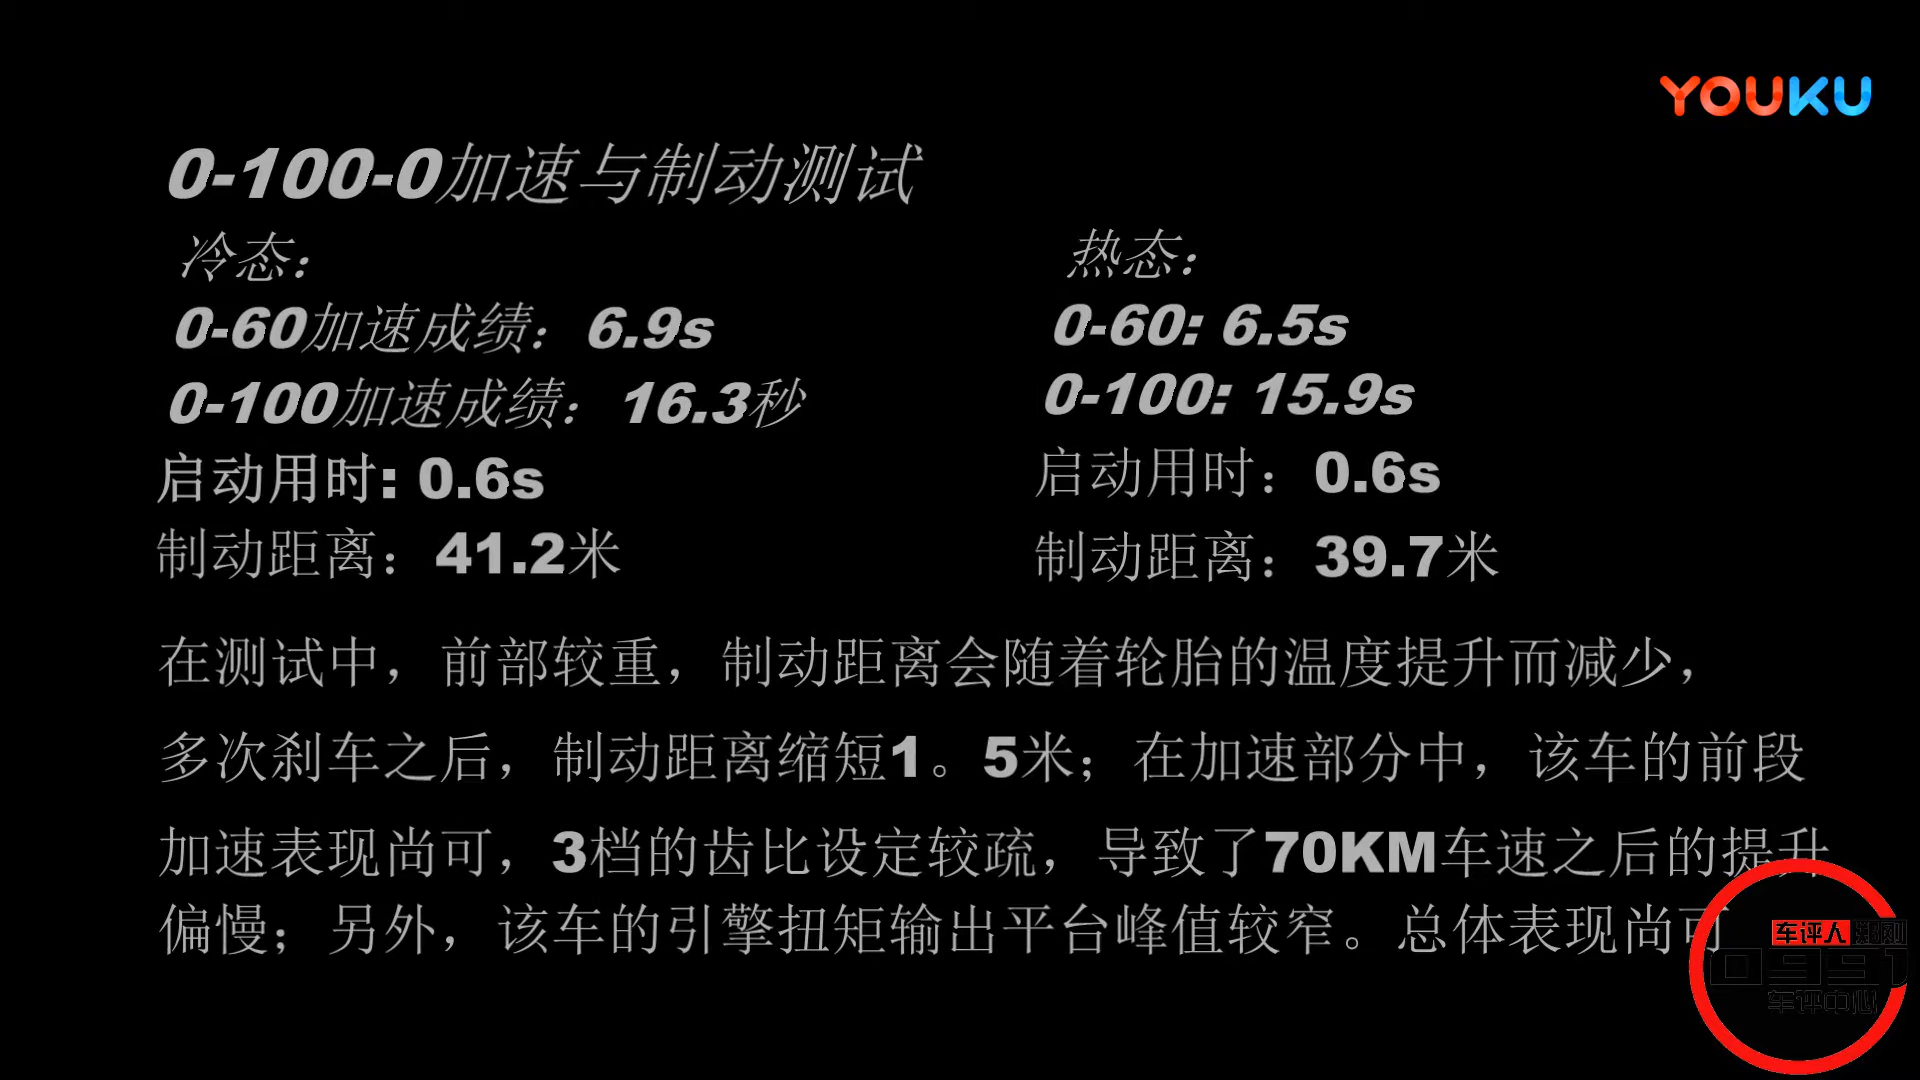 YOUKU
0-100-0加速与制动测试
冷态：
0-60加速成绩：6.9s
0-100加速成绩：16.3秒
启动用时: 0.6s
制动距离：41.2米
热态：
0-60: 6.5s
0-100: 15.9s
启动用时：0.6s
制动距离：39.7米
在测试中，前部较重，制动距离会随着轮胎的温度提升而减少，
多次刹车之后，制动距离缩短1。5米；在加速部分中，该车的前段
加速表现尚可，3档的齿比设定较疏，导致了70KM车速之后的提升
偏慢；另外，该车的引擎扭矩输出平台峰值较窄。总体表现尚可
车评人郑刚
0991
车评中心